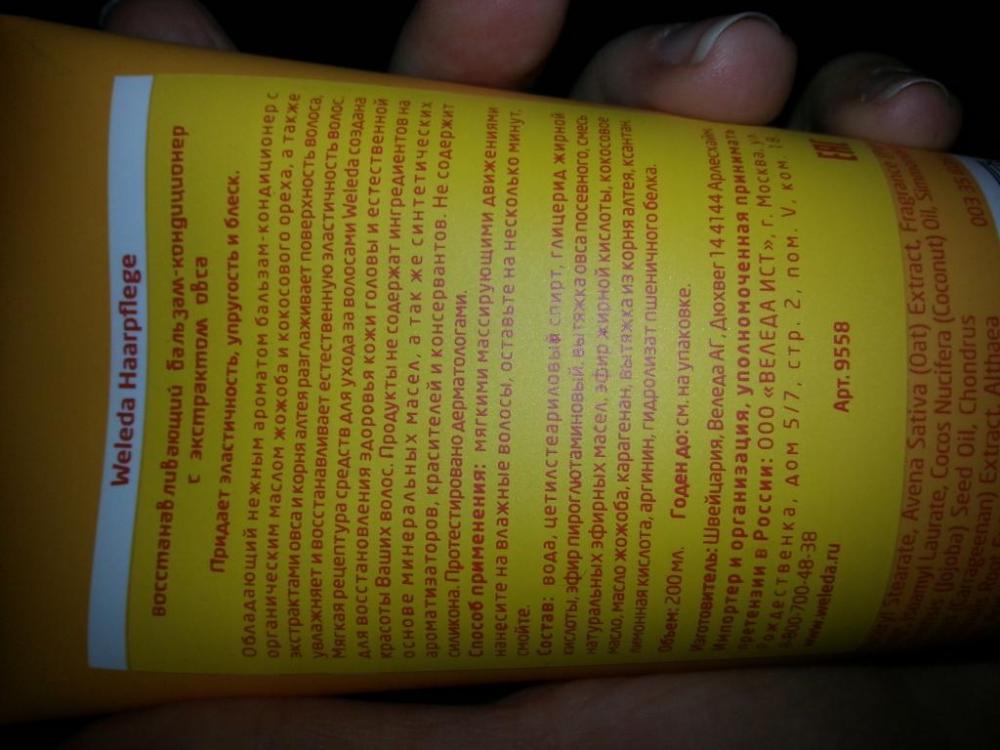 Weleda Haarpflege
восстанавливающий бальзам-кондиционер
с экстрактом овса
Придает эластичность, упругость и блеск.
Обладающий нежным ароматом бальзам-кондиционер с
органическим маслом жожоба и кокосового ореха, а также
экстрактами овса и корня алтея разглаживает поверхность волоса,
увлажняет и восстанавливает естественную эластичность волос.
Мягкая рецептура средств для ухода за волосами Weleda создана
для восстановления здоровья кожи головы и естественной
красоты Ваших волос. Продукты не содержат ингредиентов на
основе минеральных масел, а так же синтетических
ароматизаторов, красителей и консервантов. Не содержит
силикона. Протестировано дерматологами.
Способ применения: мягкими массирующими движениями
нанесите на влажные волосы, оставьте на несколько минут,
смойте.
Состав: вода, цетилстеариловый спирт, глицерид жирной
кислоты, эфир пироглютаминовый, вытяжка овса посевного, смесь
натуральных эфирных масел, эфир жирной кислоты, кокосовое
масло, масло жожоба, карагенан, вытяжка из корня алтея, ксантан,
лимонная кислота, аргинин, гидролизат пшеничного белка.
Объем: 200 мл. Годен до: см. на упаковке.
Изготовитель: Швейцария, Веледа АГ, Дюхвег 14 4144 Арлесхайм
Импортер и организация, уполномоченная принимать
претензии в России: ООО «ВЕЛЕДА ИСТ», г. Москва, ул.
Рождественка, дом 5/7, стр. 2, пом. V, ком. 18.
8-800-700-48-38
www.weleda.ru Арт. 9558
EAC
stearate, Avena Sativa (Oat) Extract, Fragrance
Laurate, Cocos Nucifera (Coconut) Oil,
(Jojoba) Seed Oil, Chondrus
(Carrageenan) Extract, Althaea
003 35